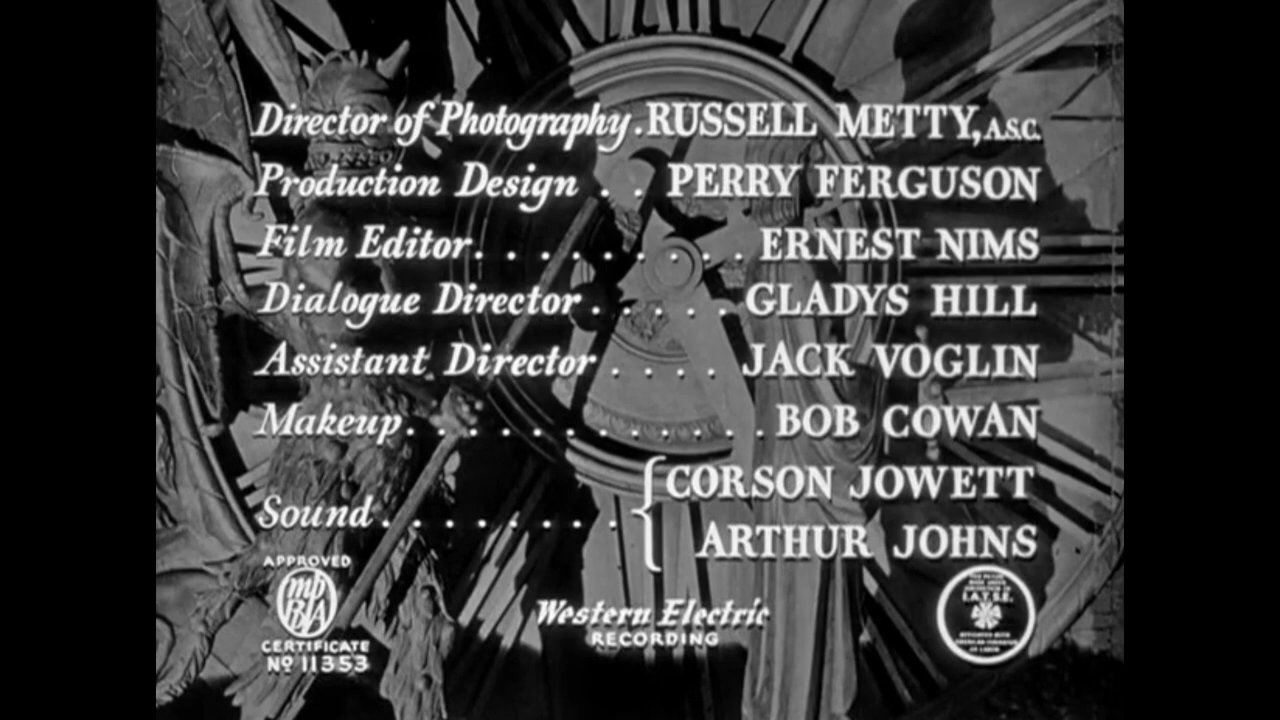 Director of Photography. RUSSELL METTY, A.S.C.
Production Design . . PERRY FERGUSON
Film Editor. . . . . . . . . . ERNEST NIMS
Dialogue Director . . . . . GLADYS HILL
Assistant Director . . . . JACK VOGLIN
Makeup. . . . . . . . . . . . . BOB COWAN
CORSON JOWETT
Sound . . . . . . . . . {
ARTHUR JOHNS
APPROVED
MPPDA
CERTIFICATE
Nº 11353
Western Electric
RECORDING
I.A.T.S.E.